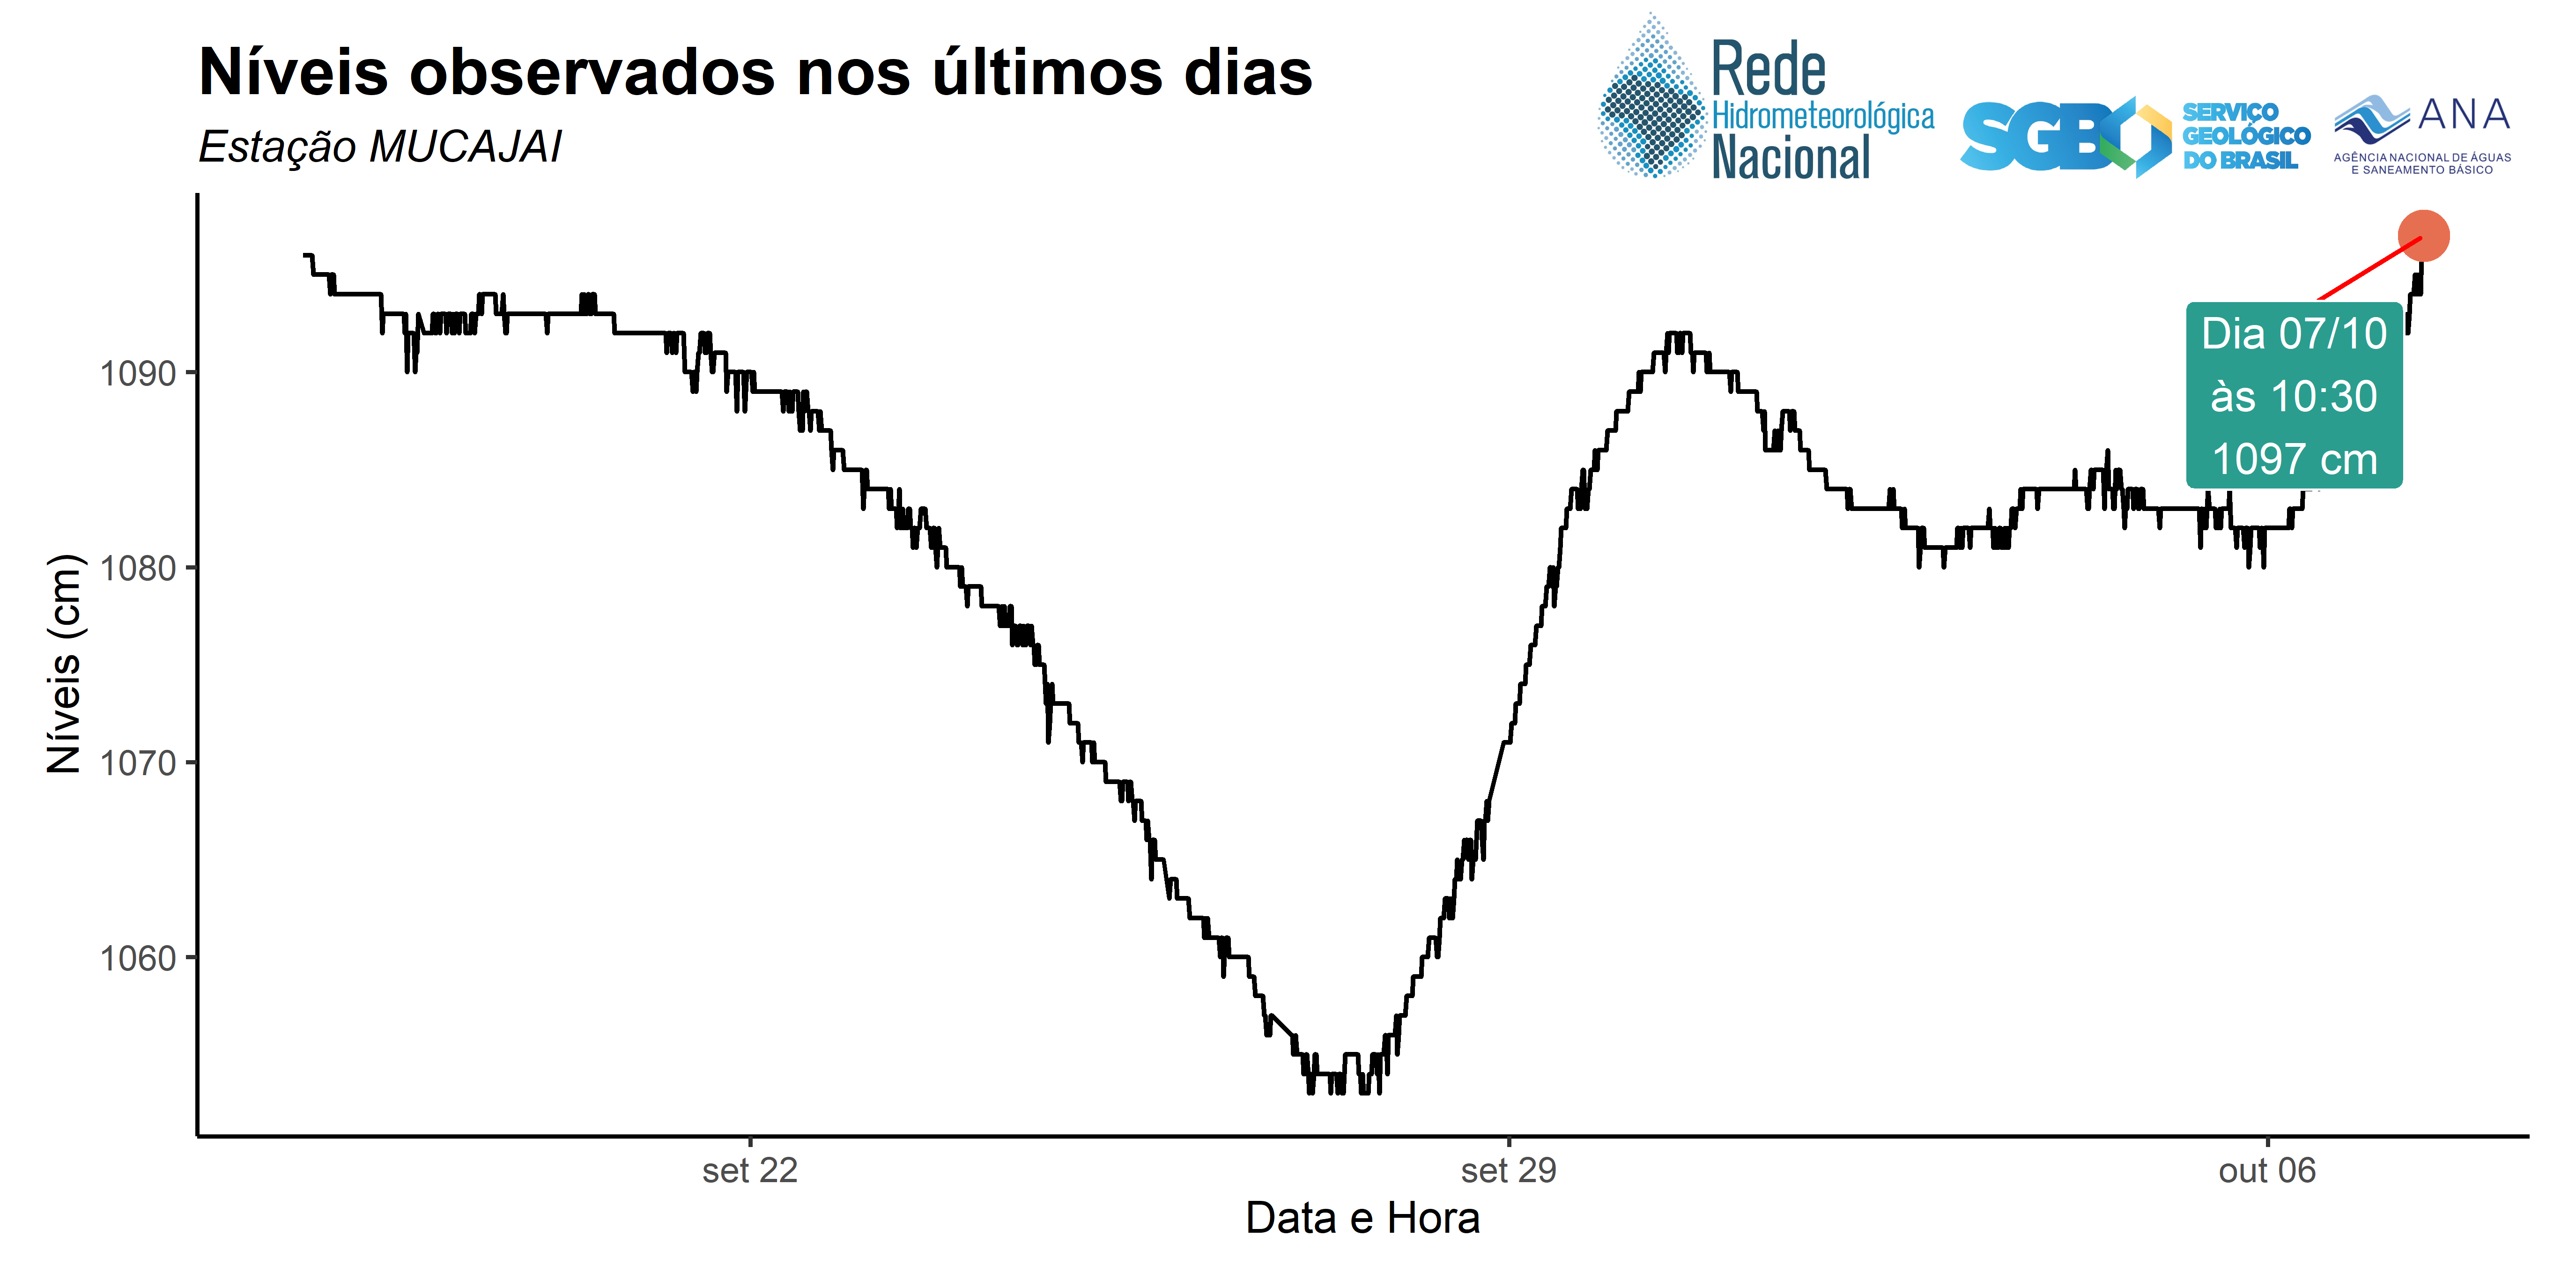 Níveis observados nos últimos dias
Estação MUCAJAI
Rede
Hidrometeorológica
Nacional
SGB
SERVIÇO
GEOLÓGICO
DO BRASIL
ANA
AGÊNCIA NACIONAL DE ÁGUAS
E SANEAMENTO BÁSICO
Dia 07/10
às 10:30
1097 cm
Níveis (cm)
1090
1080
1070
1060
set 22
set 29
out 06
Data e Hora